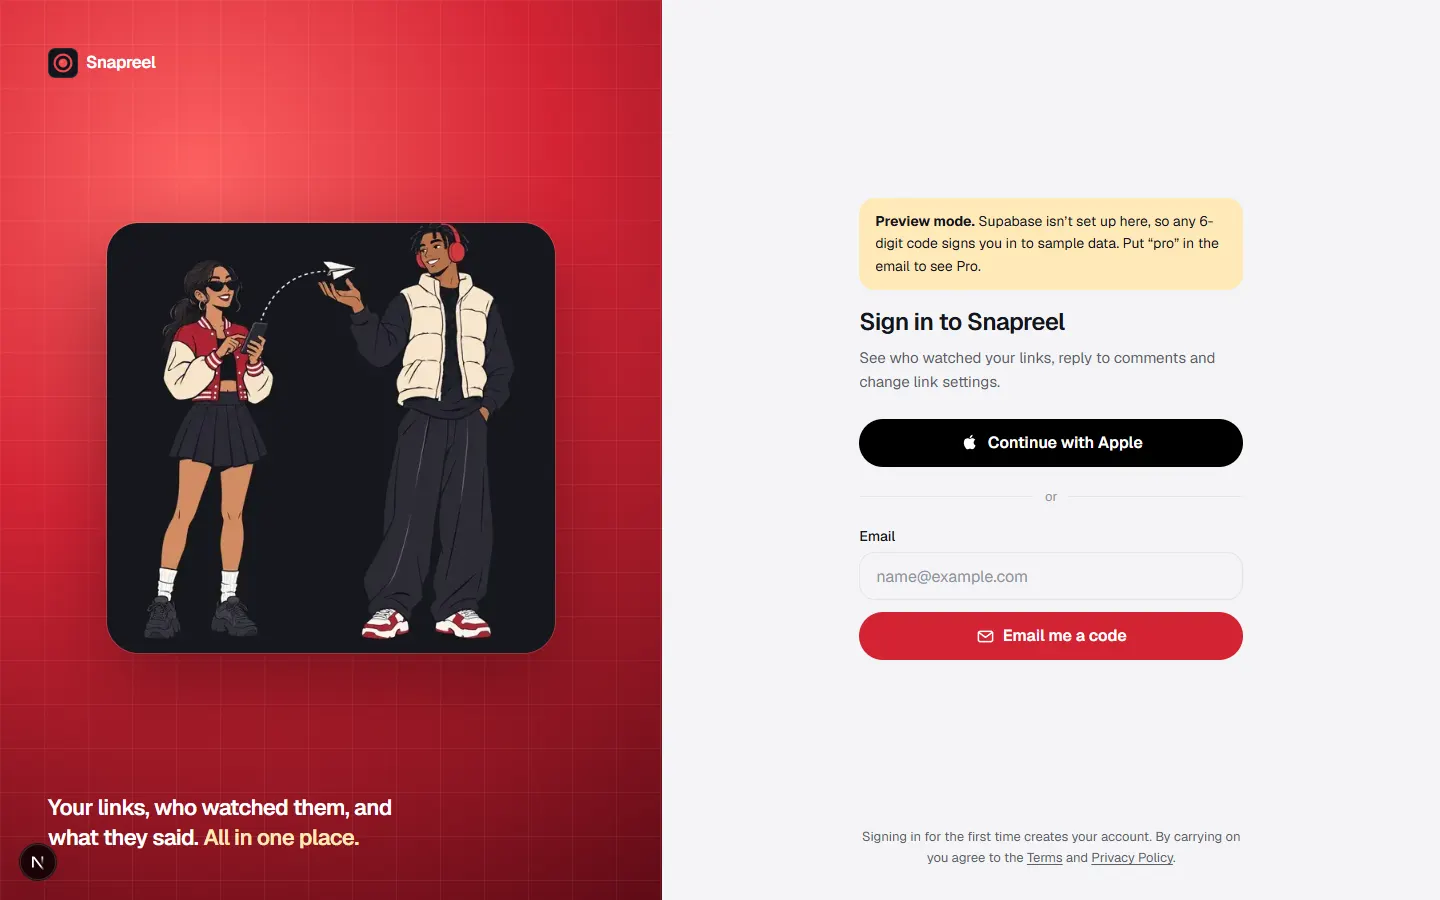 Snapreel
Your links, who watched them, and
what they said. All in one place.
N
Preview mode. Supabase isn’t set up here, so any 6-
digit code signs you in to sample data. Put “pro” in the
email to see Pro.
Sign in to Snapreel
See who watched your links, reply to comments and
change link settings.
Continue with Apple
or
Email
name@example.com
Email me a code
Signing in for the first time creates your account. By carrying on
you agree to the Terms and Privacy Policy.